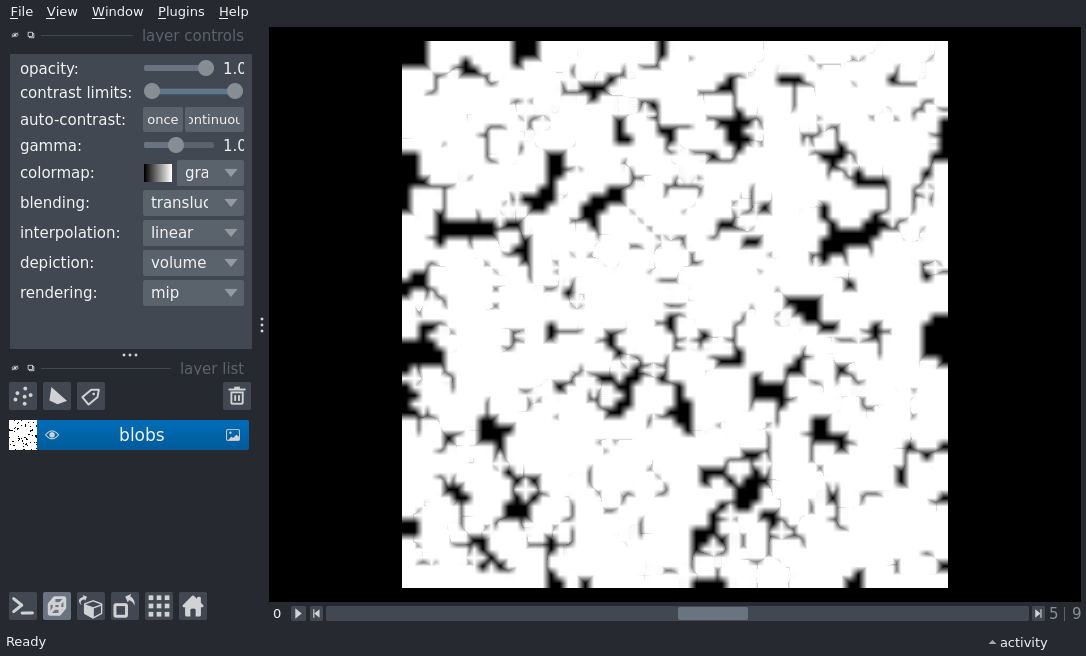 File View Window Plugins Help
layer controls
opacity: 1.0
contrast limits:
auto-contrast: once ontinuou
gamma: 1.0
colormap: gra
blending: transluc
interpolation: linear
depiction: volume
rendering: mip
layer list
blobs
0 5 | 9
Ready activity